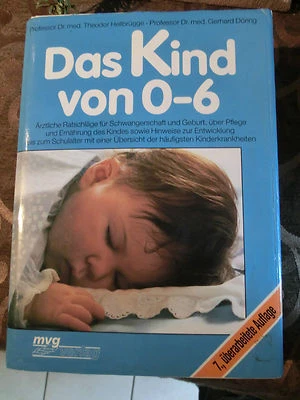 Professor Dr. med. Theodor Hellbrügge - Professor Dr. med. Gerhard Döring
Das Kind
von 0-6
Ärztliche Ratschläge für Schwangerschaft und Geburt, über Pflege
und Ernährung des Kindes sowie Hinweise zur Entwicklung
bis zum Schulalter mit einer Übersicht der häufigsten Kinderkrankheiten
7., überarbeitete Auflage
mvg